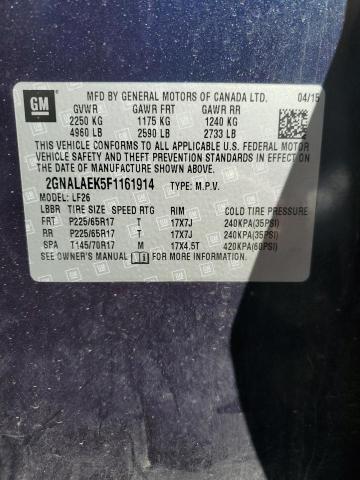 GM
MFD BY GENERAL MOTORS OF CANADA LTD. 04/15
GVWR GAWR FRT GAWR RR
2250 KG 1175 KG 1240 KG
4960 LB 2590 LB 2733 LB
THIS VEHICLE CONFORMS TO ALL APPLICABLE U.S. FEDERAL MOTOR
VEHICLE SAFETY AND THEFT PREVENTION STANDARDS IN EFFECT ON THE
DATE OF MANUFACTURE SHOWN ABOVE.
2GNALAEK5F1161914 TYPE: M.P.V.
MODEL: LF26
LBBR TIRE SIZE SPEED RTG RIM COLD TIRE PRESSURE
FRT P225/65R17 T 17X7J 240KPA(35PSI)
RR P225/65R17 T 17X7J 240KPA(35PSI)
SPA T145/70R17 M 17X4.5T 420KPA(60PSI)
SEE OWNER'S MANUAL FOR MORE INFORMATION.